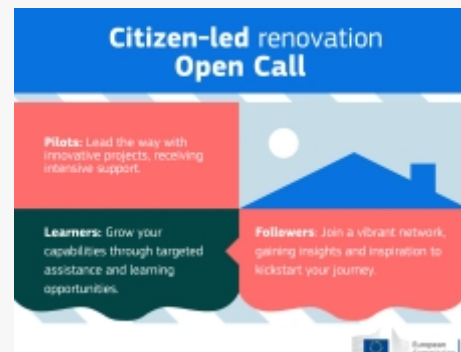 Citizen-led renovation
Open Call
Pilots: Lead the way with
innovative projects, receiving
intensive support.
Learners: Grow your
capabilities through targeted
assistance and learning
opportunities.
Followers: Join a vibrant network,
gaining insights and inspiration to
kickstart your journey.
European